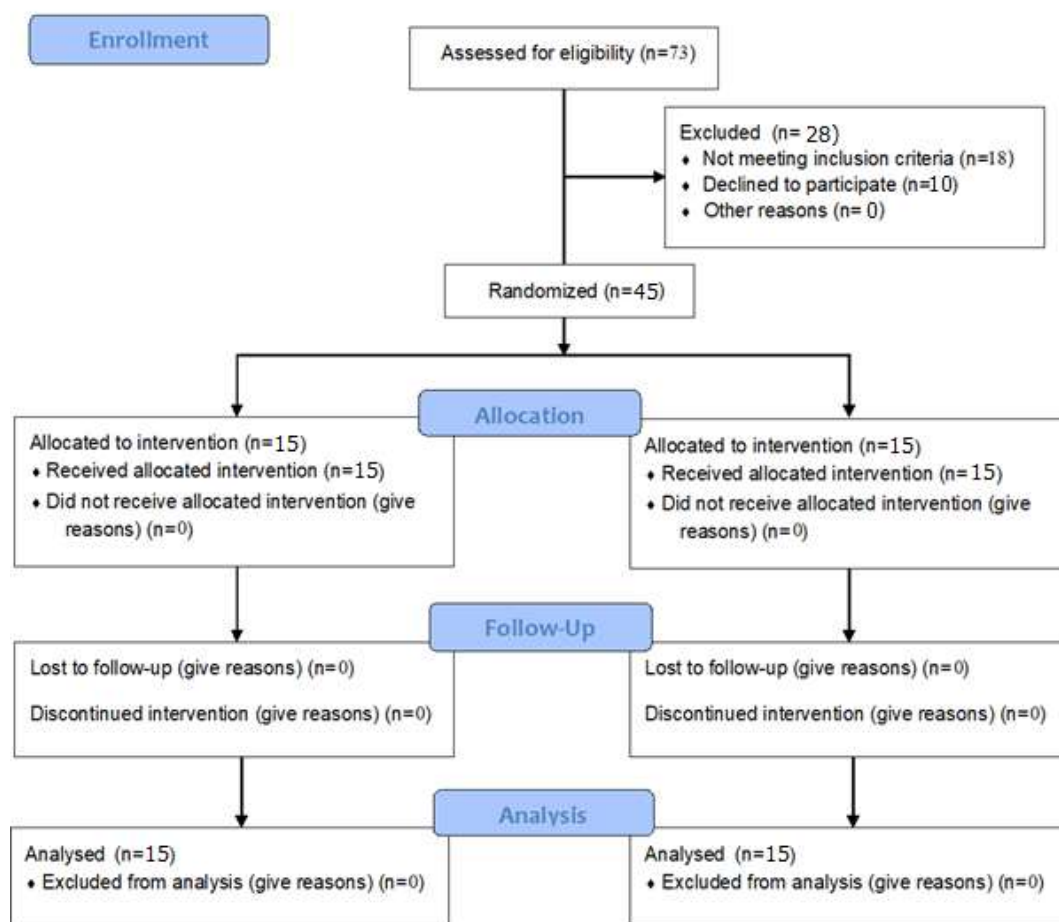 Enrollment
Assessed for eligibility (n=73)
Excluded (n= 28)
♦ Not meeting inclusion criteria (n=18)
♦ Declined to participate (n=10)
♦ Other reasons (n= 0)
Randomized (n=45)
Allocation
Allocated to intervention (n=15)
♦ Received allocated intervention (n=15)
♦ Did not receive allocated intervention (give
reasons) (n=0)
Allocated to intervention (n=15)
♦ Received allocated intervention (n=15)
♦ Did not receive allocated intervention (give
reasons) (n=0)
Follow-Up
Lost to follow-up (give reasons) (n=0)
Discontinued intervention (give reasons) (n=0)
Lost to follow-up (give reasons) (n=0)
Discontinued intervention (give reasons) (n=0)
Analysis
Analysed (n=15)
♦ Excluded from analysis (give reasons) (n=0)
Analysed (n=15)
♦ Excluded from analysis (give reasons) (n=0)